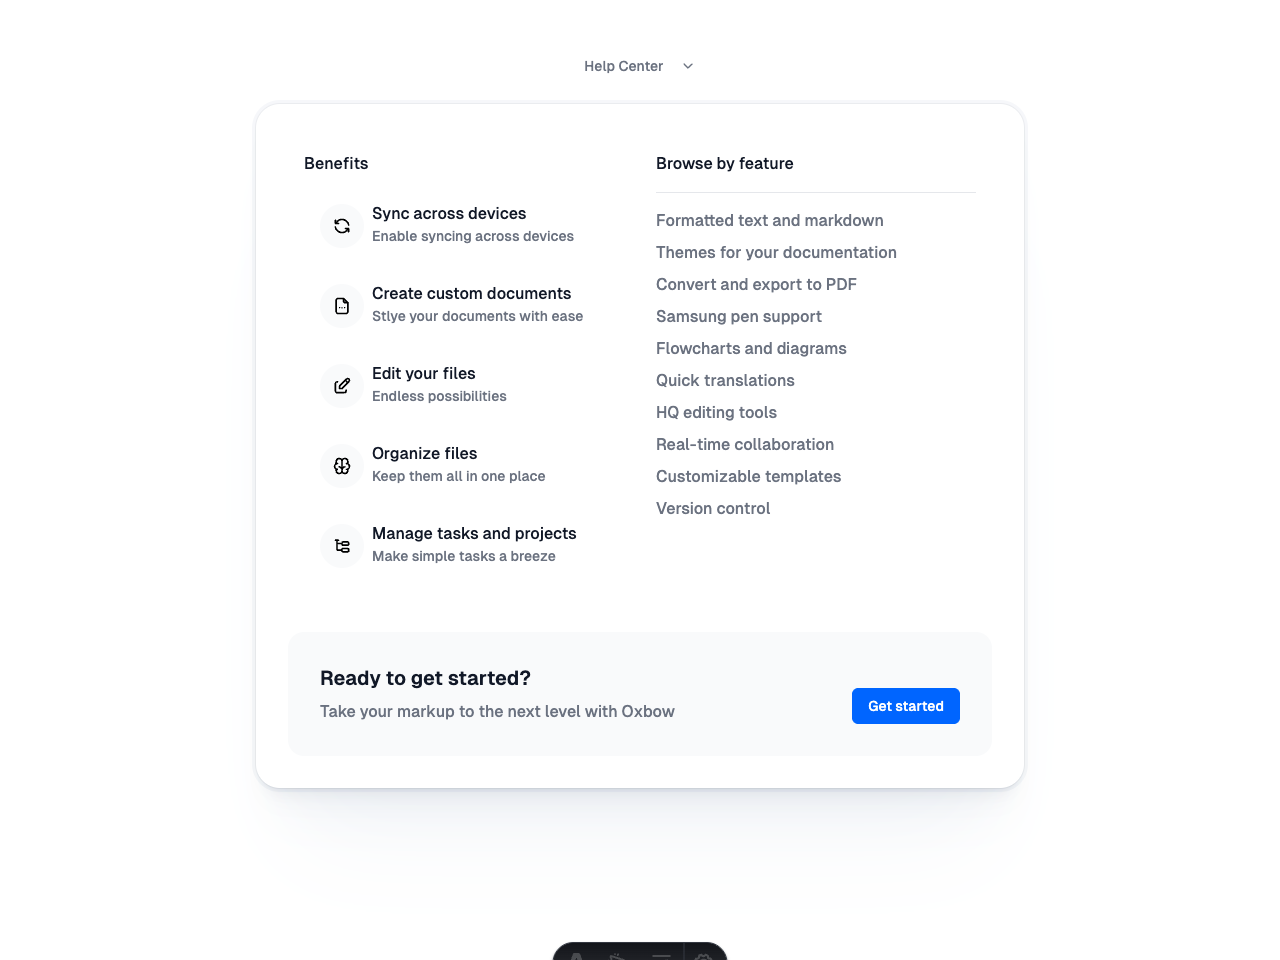 Help Center
Benefits
Sync across devices
Enable syncing across devices
Create custom documents
Stlye your documents with ease
Edit your files
Endless possibilities
Organize files
Keep them all in one place
Manage tasks and projects
Make simple tasks a breeze
Browse by feature
Formatted text and markdown
Themes for your documentation
Convert and export to PDF
Samsung pen support
Flowcharts and diagrams
Quick translations
HQ editing tools
Real-time collaboration
Customizable templates
Version control
Ready to get started?
Take your markup to the next level with Oxbow
Get started